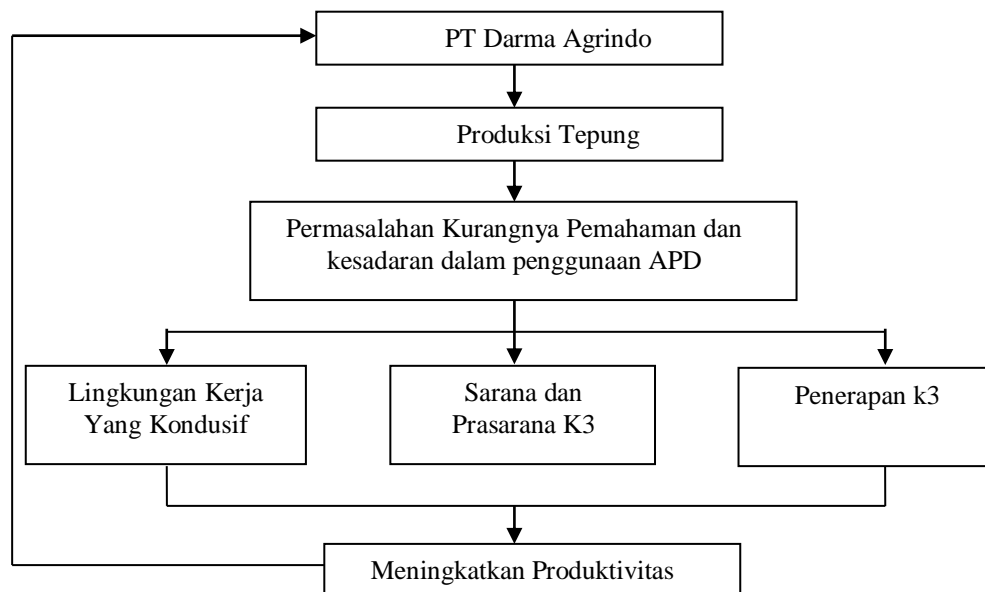 PT Darma Agrindo
Produksi Tepung
Permasalahan Kurangnya Pemahaman dan
kesadaran dalam penggunaan APD
Lingkungan Kerja
Yang Kondusif
Sarana dan
Prasarana K3
Penerapan k3
Meningkatkan Produktivitas